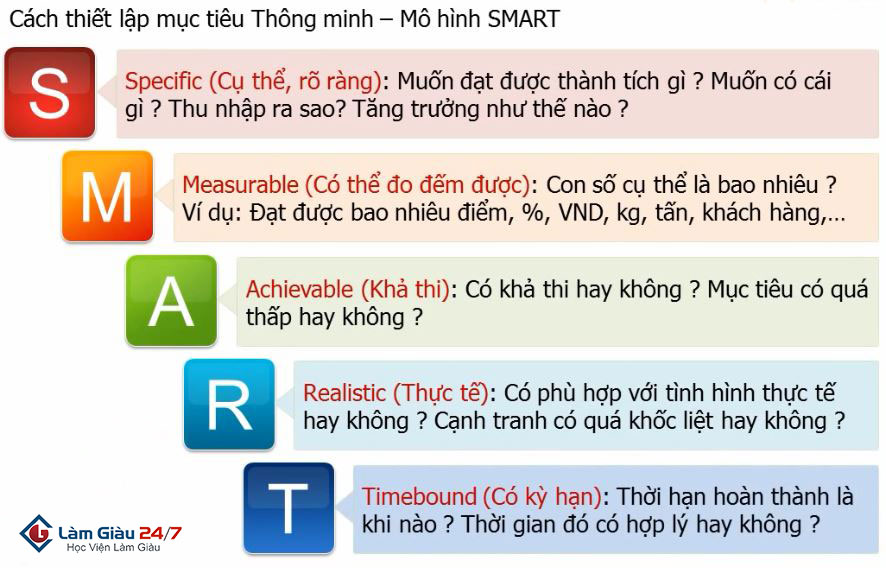 Cách thiết lập mục tiêu Thông minh – Mô hình SMART
S
Specific (Cụ thể, rõ ràng): Muốn đạt được thành tích gì ? Muốn có cái
gì ? Thu nhập ra sao? Tăng trưởng như thế nào ?
M
Measurable (Có thể đo đếm được): Con số cụ thể là bao nhiêu ?
Ví dụ: Đạt được bao nhiêu điểm, %, VND, kg, tấn, khách hàng,...
A
Achievable (Khả thi): Có khả thi hay không ? Mục tiêu có quá
thấp hay không ?
R
Realistic (Thực tế): Có phù hợp với tình hình thực tế
hay không ? Cạnh tranh có quá khốc liệt hay không ?
T
Timebound (Có kỳ hạn): Thời hạn hoàn thành là
khi nào ? Thời gian đó có hợp lý hay không ?
Làm Giàu 24/7
Học Viện Làm Giàu